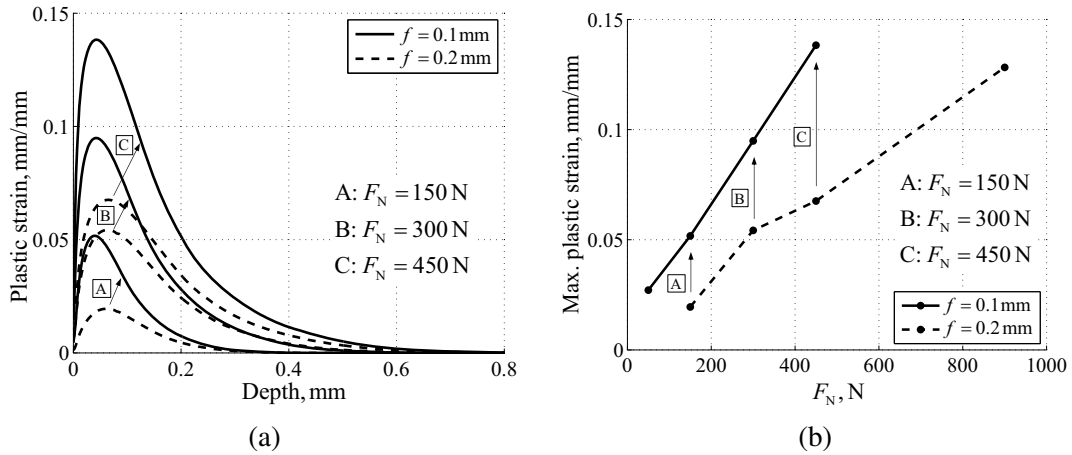 0.15
0.1
0.05
0
Plastic strain, mm/mm
f = 0.1 mm
f = 0.2 mm
C
B
A
A: F_N = 150 N
B: F_N = 300 N
C: F_N = 450 N
0 0.2 0.4 0.6 0.8
Depth, mm
(a)
0.15
0.1
0.05
0
Max. plastic strain, mm/mm
C
B
A
A: F_N = 150 N
B: F_N = 300 N
C: F_N = 450 N
f = 0.1 mm
f = 0.2 mm
0 200 400 600 800 1000
F_N, N
(b)